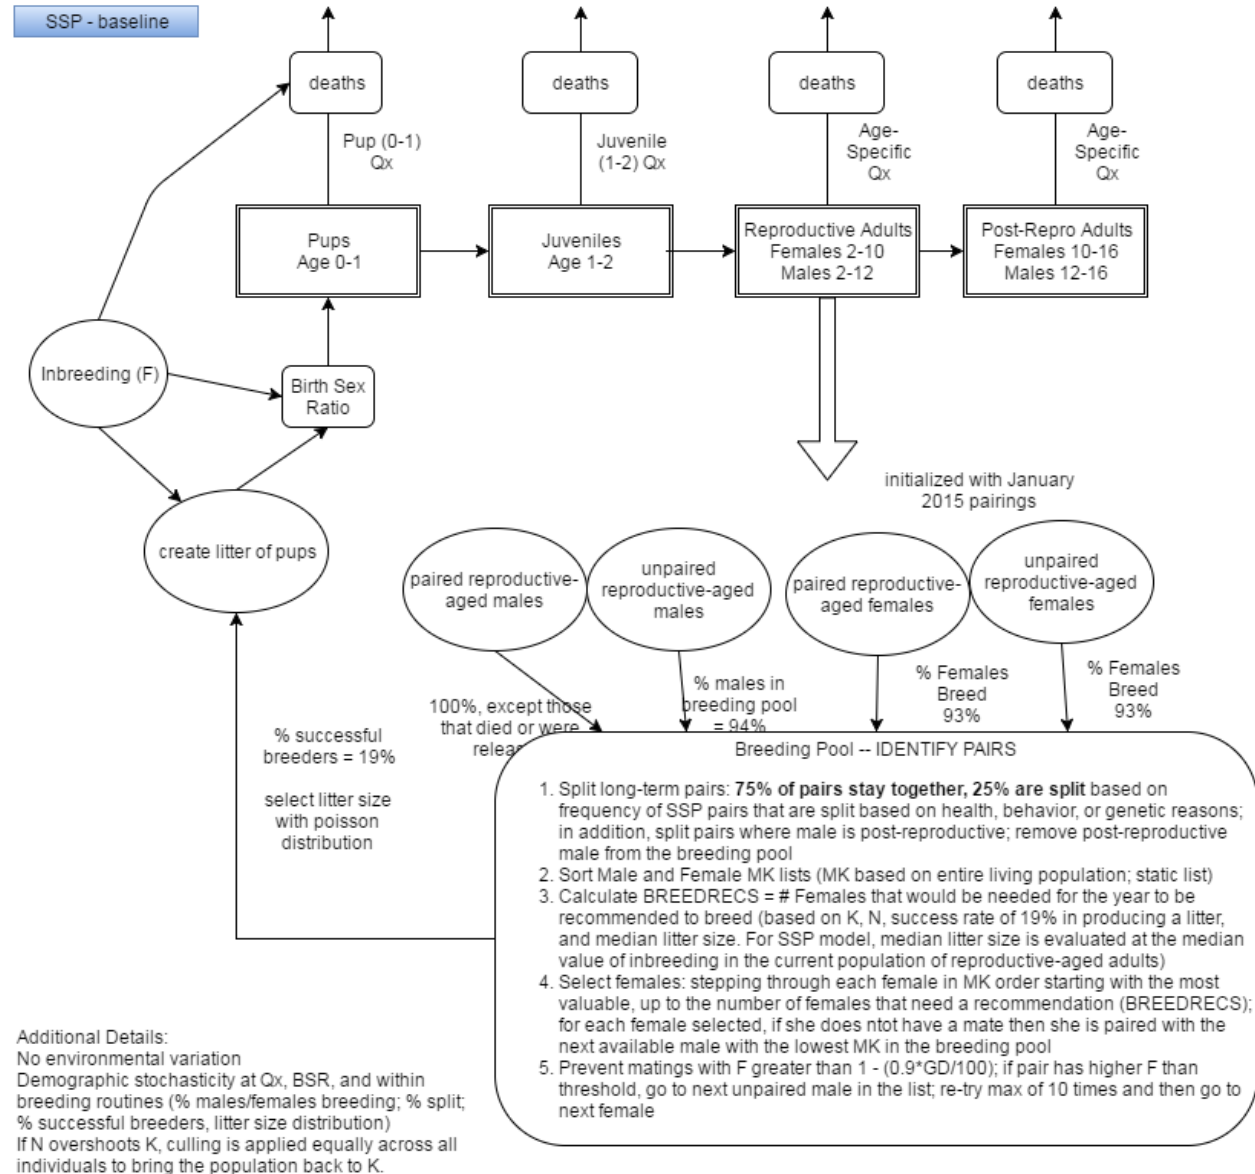 SSP - baseline
deaths
deaths
deaths
deaths
Pup (0-1)
Qx
Juvenile
(1-2) Qx
Age-
Specific
Qx
Age-
Specific
Qx
Pups
Age 0-1
Juveniles
Age 1-2
Reproductive Adults
Females 2-10
Males 2-12
Post-Repro Adults
Females 10-16
Males 12-16
Inbreeding (F)
Birth Sex
Ratio
create litter of pups
initialized with January
2015 pairings
paired reproductive-
aged males
unpaired
reproductive-aged
males
paired reproductive-
aged females
unpaired
reproductive-aged
females
% successful
breeders = 19%
select litter size
with poisson
distribution
100%, except those
that died or were
% males in
breeding pool
= 94%
% Females
Breed
93%
% Females
Breed
93%
Breeding Pool -- IDENTIFY PAIRS
1. Split long-term pairs: 75% of pairs stay together, 25% are split based on
frequency of SSP pairs that are split based on health, behavior, or genetic reasons;
in addition, split pairs where male is post-reproductive; remove post-reproductive
male from the breeding pool
2. Sort Male and Female MK lists (MK based on entire living population; static list)
3. Calculate BREEDRECS = # Females that would be needed for the year to be
recommended to breed (based on K, N, success rate of 19% in producing a litter,
and median litter size. For SSP model, median litter size is evaluated at the median
value of inbreeding in the current population of reproductive-aged adults)
4. Select females: stepping through each female in MK order starting with the most
valuable, up to the number of females that need a recommendation (BREEDRECS);
for each female selected, if she does ntot have a mate then she is paired with the
next available male with the lowest MK in the breeding pool
5. Prevent matings with F greater than 1 - (0.9*GD/100); if pair has higher F than
threshold, go to next unpaired male in the list; re-try max of 10 times and then go to
next female
Additional Details:
No environmental variation
Demographic stochasticity at Qx, BSR, and within
breeding routines (% males/females breeding; % split;
% successful breeders, litter size distribution)
If N overshoots K, culling is applied equally across all
individuals to bring the population back to K.